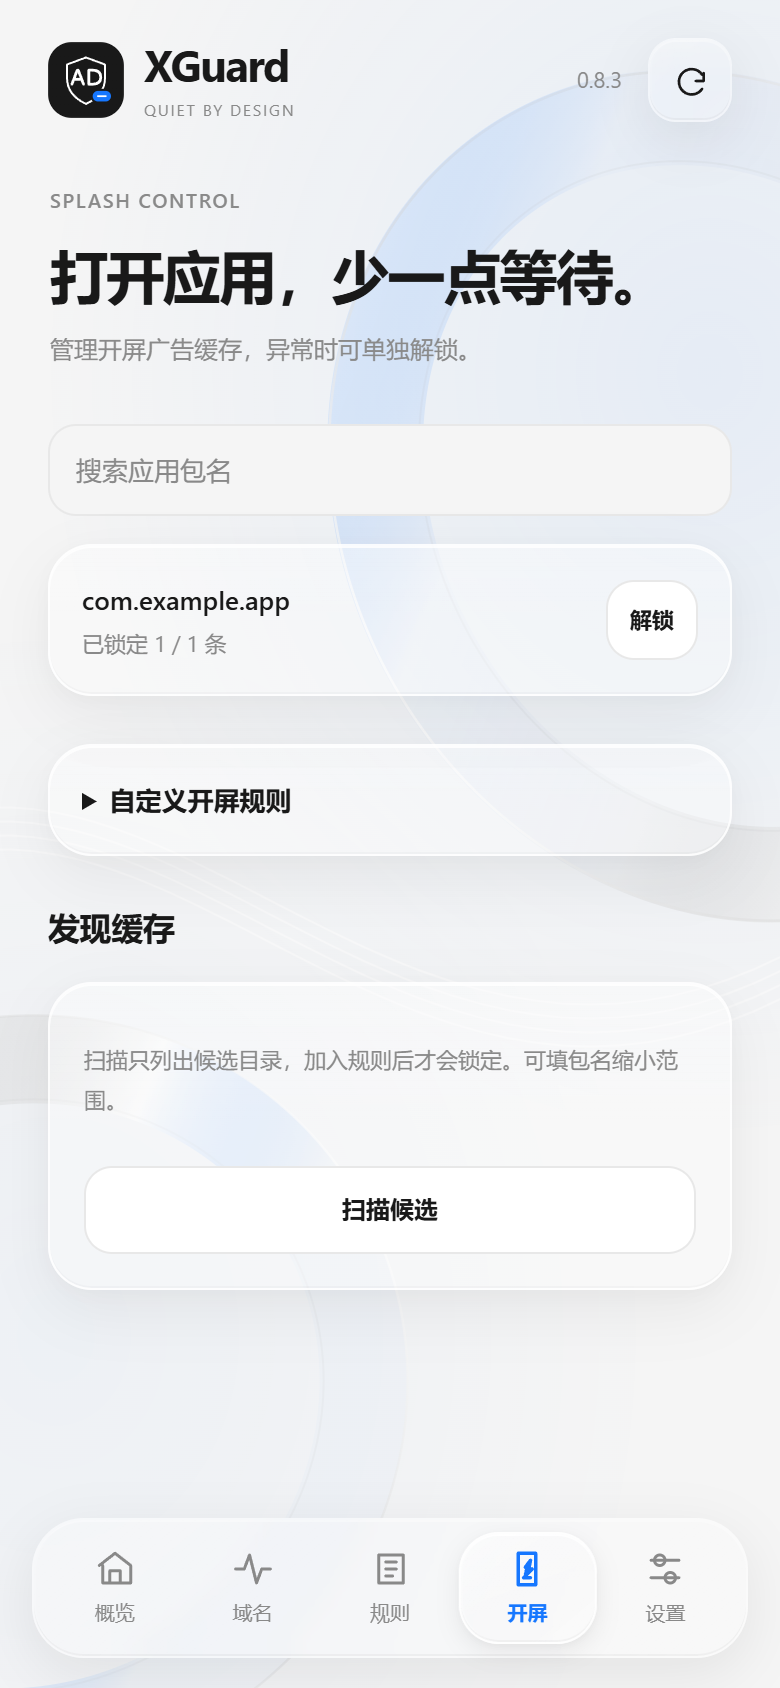 AD
XGuard
QUIET BY DESIGN
0.8.3
SPLASH CONTROL
打开应用，少一点等待。
管理开屏广告缓存，异常时可单独解锁。
搜索应用包名
com.example.app
已锁定 1 / 1 条
解锁
自定义开屏规则
发现缓存
扫描只列出候选目录，加入规则后才会锁定。可填包名缩小范
围。
扫描候选
概览
域名
规则
开屏
设置